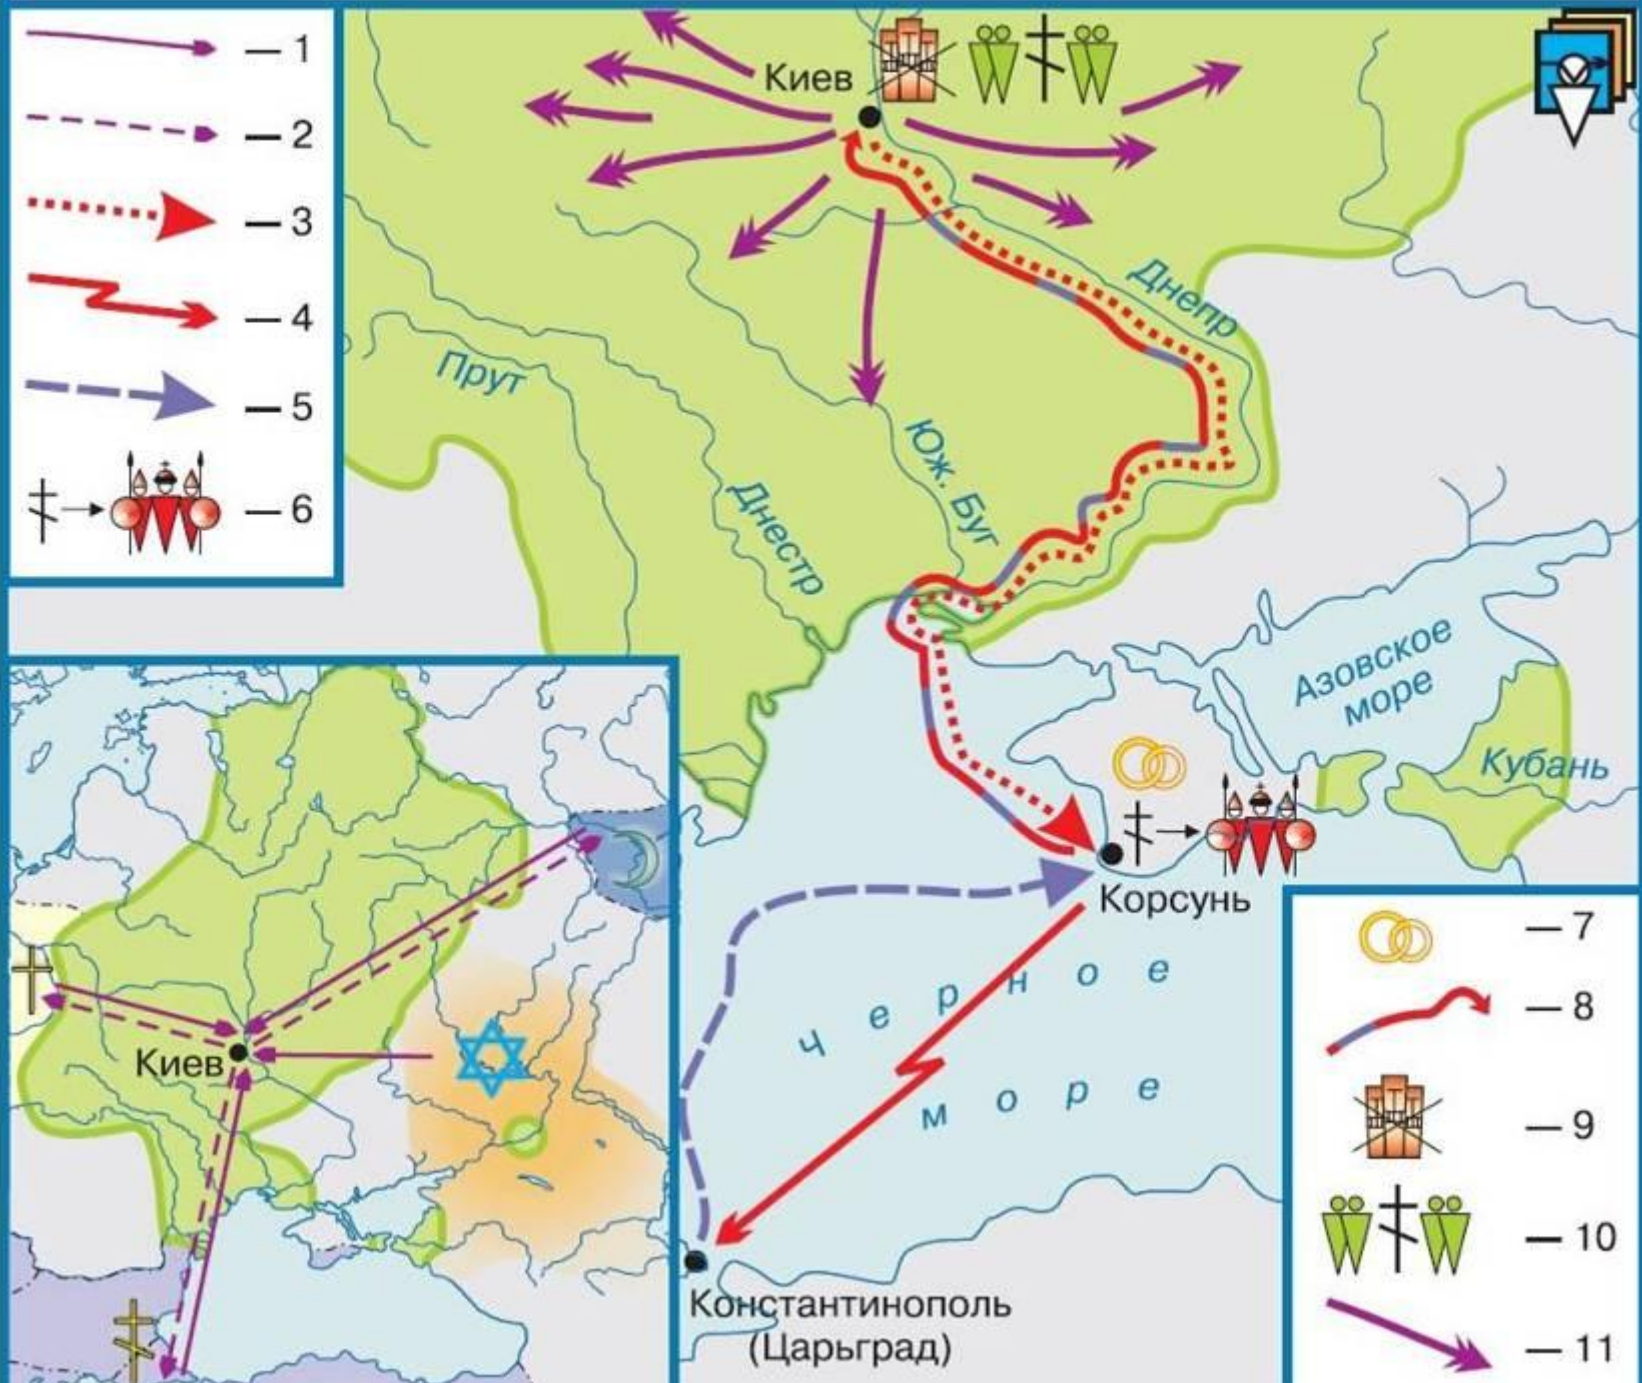 — 1
— 2
— 3
— 4
— 5
— 6
Киев
Днепр
Прут
Юж. Буг
Днестр
Азовское
море
Кубань
Корсунь
Черное
море
Константинополь
(Царьград)
Киев
— 7
— 8
— 9
— 10
— 11